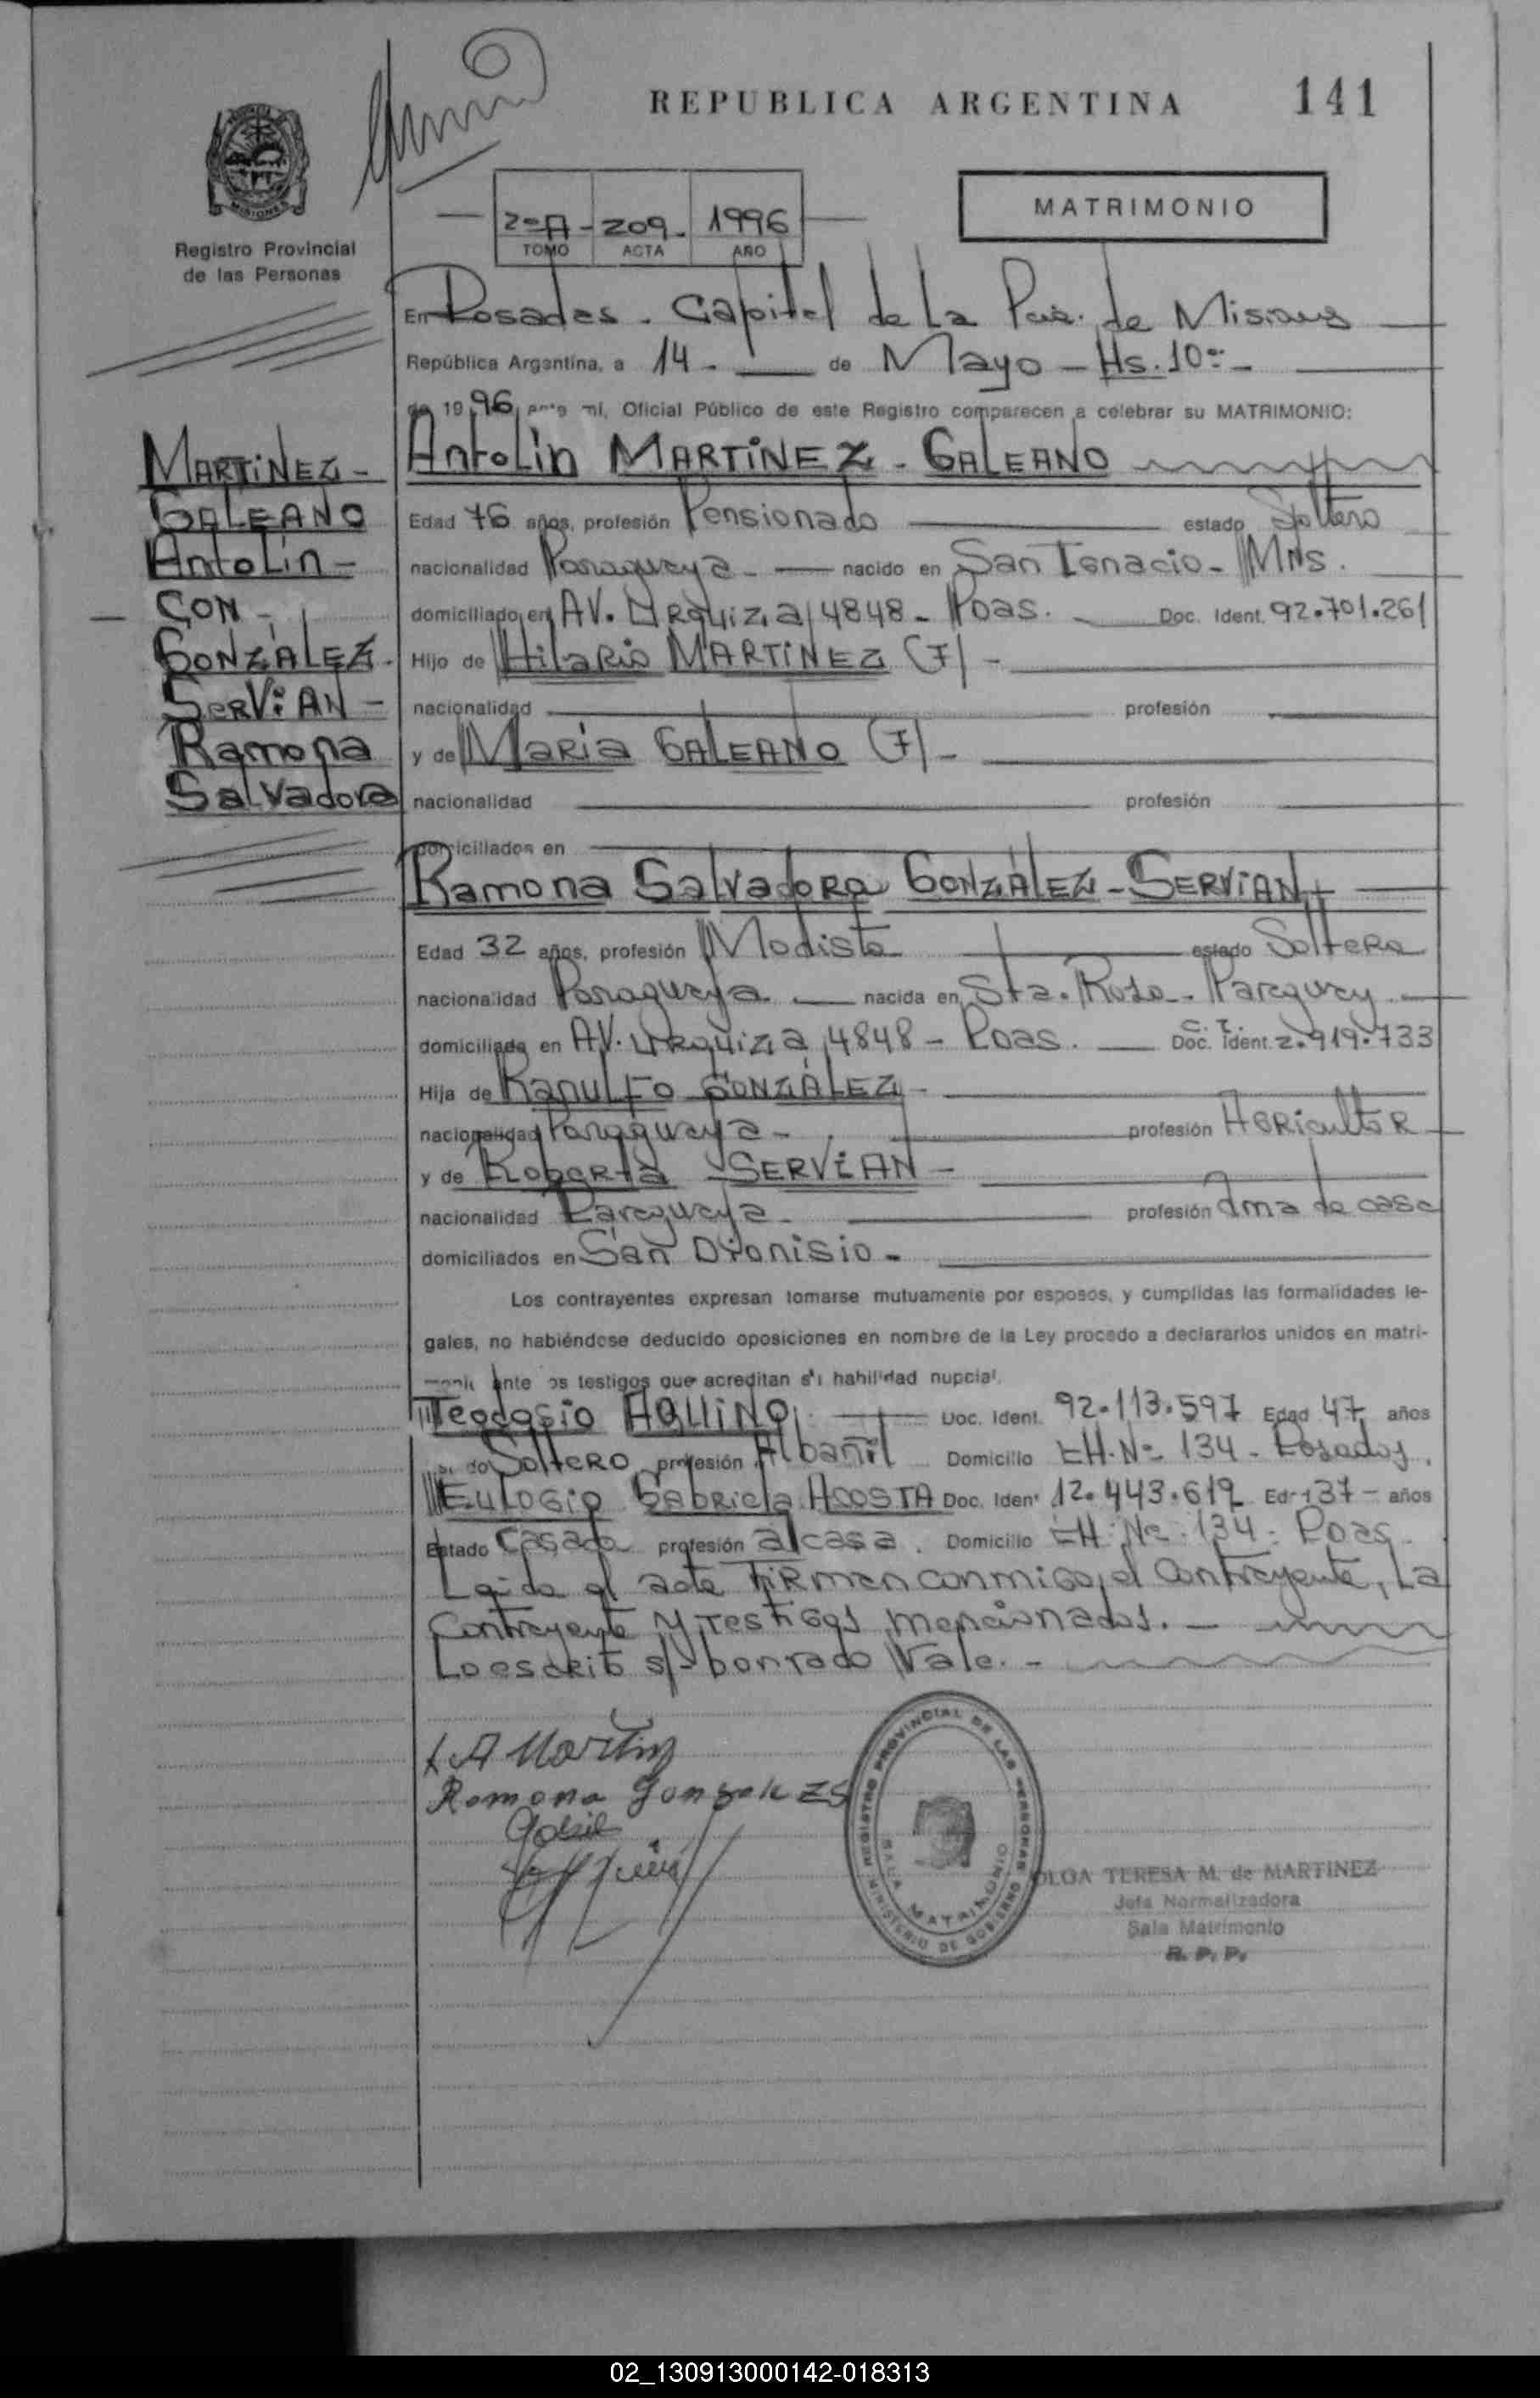 REPUBLICA ARGENTINA 141
MATRIMONIO
2º A - 209 - 1996
TOMO ACTA AÑO
MISIONES
Registro Provincial
de las Personas
En Posadas. Capital de La Pcia. de Misiones
República Argentina, a 14 - de Mayo - Hs. 10:-
de 1996, ante mí, Oficial Público de este Registro comparecen a celebrar su MATRIMONIO:
MARTiNEZ -
GALEANO
AntoLin -
CON -
GONZÁLEZ.
SERViAN -
Ramona
Salvadora
AntoLin MARTiNEZ - GALEANO
Edad 76 años, profesión Pensionado estado Soltero
nacionalidad Paraguaya - nacido en San Ignacio - Mns.
domiciliado en AV. Urquiza 4848 - Poas. Doc. Ident. 92.701.261
Hijo de Hilario MARTiNEZ (F) -
nacionalidad profesión
y de Maria GALEANO (F) -
nacionalidad profesión
domiciliados en
Ramona Salvadora GONZÁLEZ - SERViAN
Edad 32 años, profesión Modista estado Soltera
nacionalidad Paraguaya nacida en Sta. Rosa - Paraguay
domiciliada en AV. Urquiza 4848 - Poas. C. I. Doc. Ident. 2.919.733
Hija de Ranulfo GONZÁLEZ -
nacionalidad Paraguaya - profesión Agricultor
y de Roberta SERViAN -
nacionalidad Paraguaya - profesión Ama de casa
domiciliados en San Dionisio -
Los contrayentes expresan tomarse mutuamente por esposos, y cumplidas las formalidades le-
gales, no habiéndose deducido oposiciones en nombre de la Ley procedo a declararlos unidos en matri-
monio ante los testigos que acreditan su habilidad nupcial.
Teodosio AQUiNO Doc. Ident. 92.113.597 Edad 47 años
Estado Soltero profesión Albañil Domicilio CH. Nº 134 - Posadas.
Eulogia Gabriela ACOSTA Doc. Ident 12.443.619 Edad 37 - años
Estado Casada profesión a/casa. Domicilio CH. Nº 134 - Poas.
Leida el acta firman conmigo, el Contrayente, La
Contrayente y Testigos mencionados. -
Lo escrito s/- borrado Vale. -
A Martin
Ramona Gonzalez S
REGISTRO PROVINCIAL DE LAS PERSONAS
MINISTERIO DE GOBIERNO
SALA MATRIMONIO
OLGA TERESA M. de MARTINEZ
Jefa Normalizadora
Sala Matrimonio
R. P. P.
02_130913000142-018313